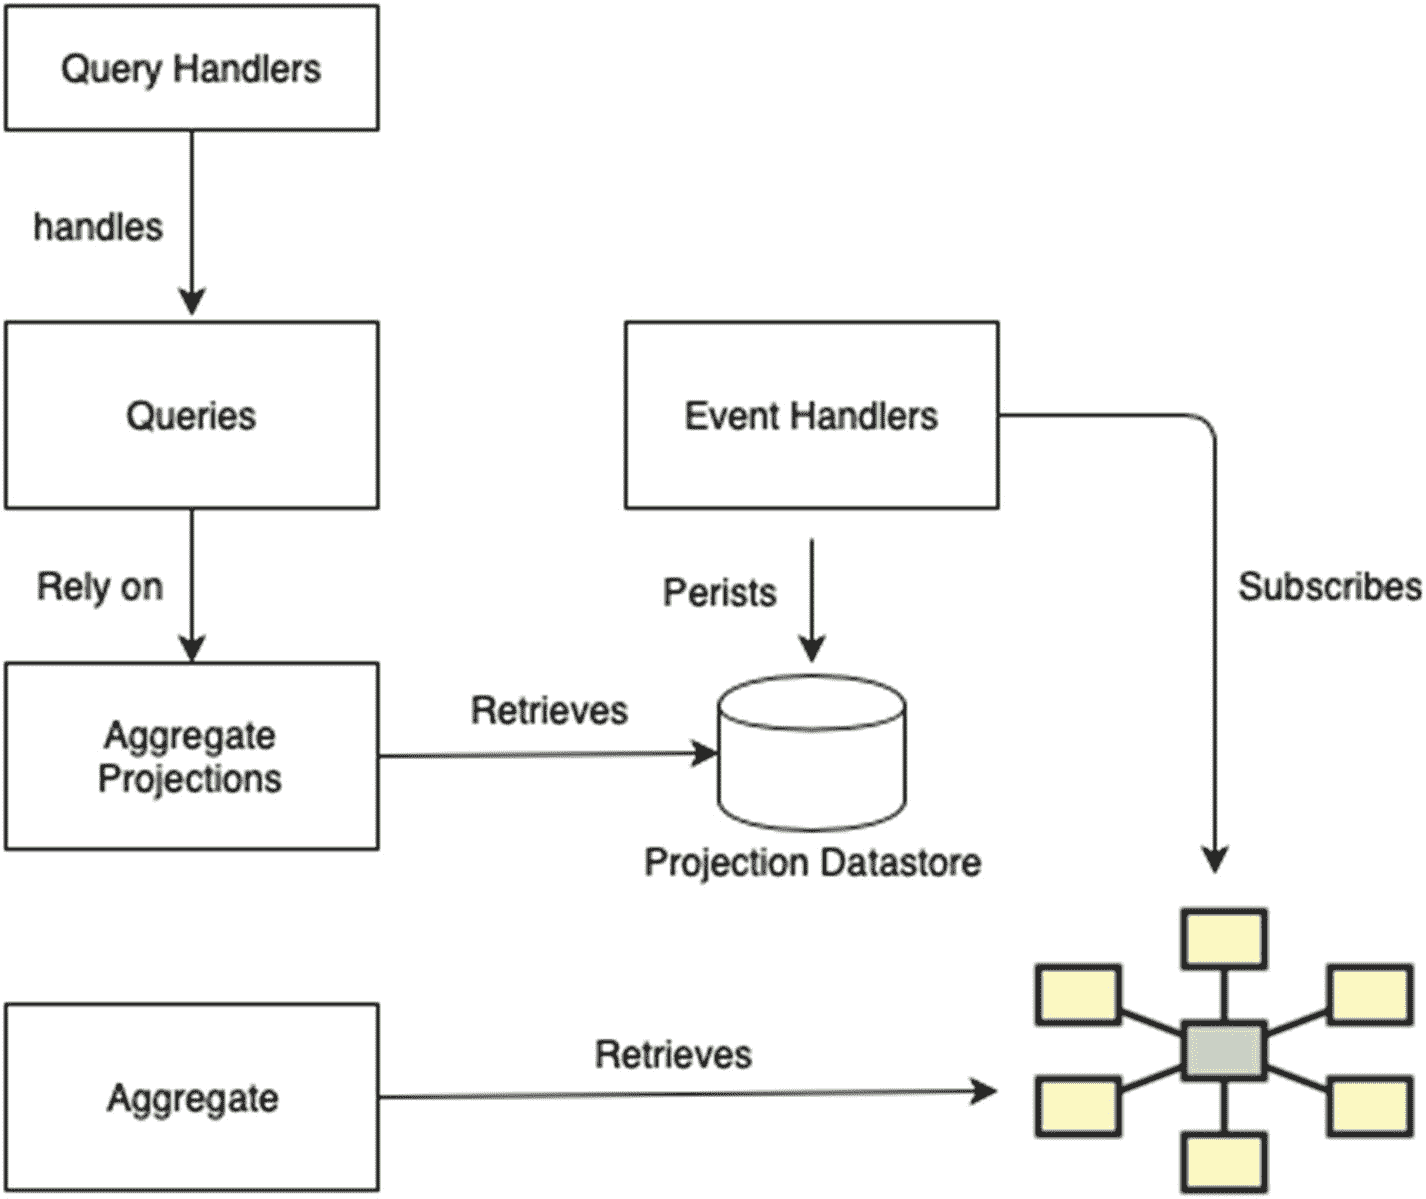 Query Handlers
handles
Queries
Event Handlers
Rely on
Perists
Subscribes
Aggregate
Projections
Retrieves
Projection Datastore
Aggregate
Retrieves